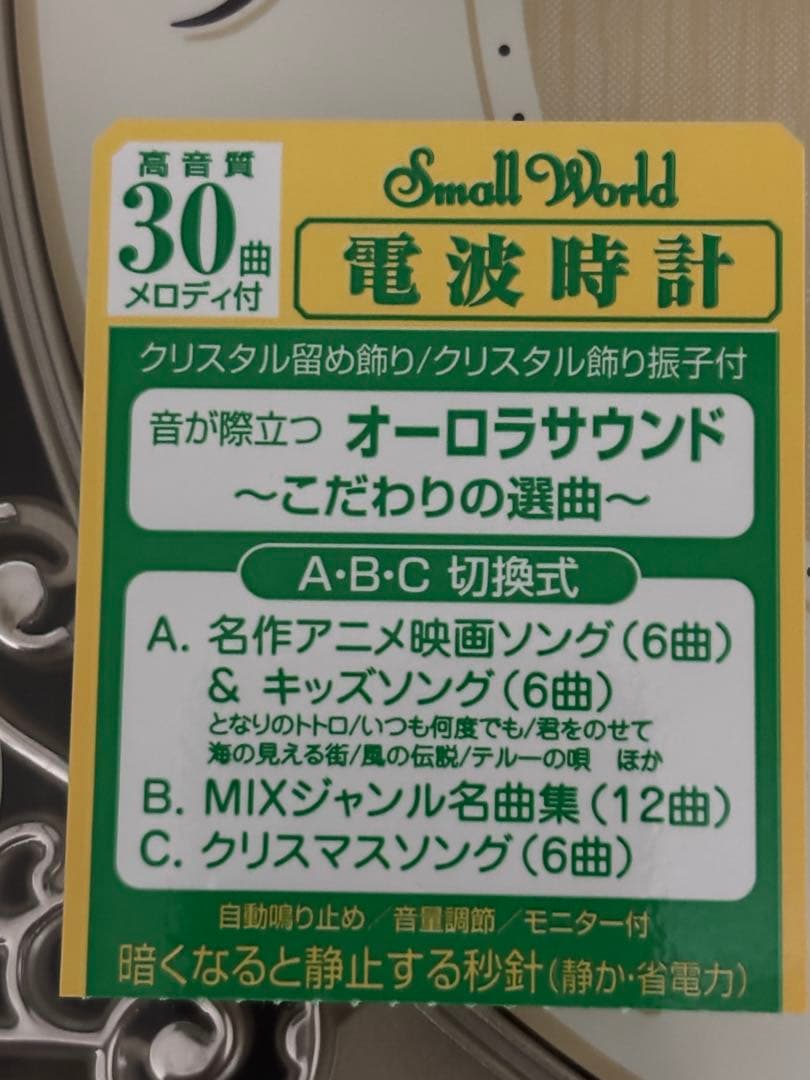 高音質
30曲
メロディ付
Small World
電波時計
クリスタル留め飾り/クリスタル飾り振子付
音が際立つ オーロラサウンド
～こだわりの選曲～
A・B・C 切換式
A. 名作アニメ映画ソング(6曲)
& キッズソング(6曲)
となりのトトロ/いつも何度でも/君をのせて
海の見える街/風の伝説/テルーの唄 ほか
B. MIXジャンル名曲集(12曲)
C. クリスマスソング(6曲)
自動鳴り止め/音量調節/モニター付
暗くなると静止する秒針(静か・省電力)